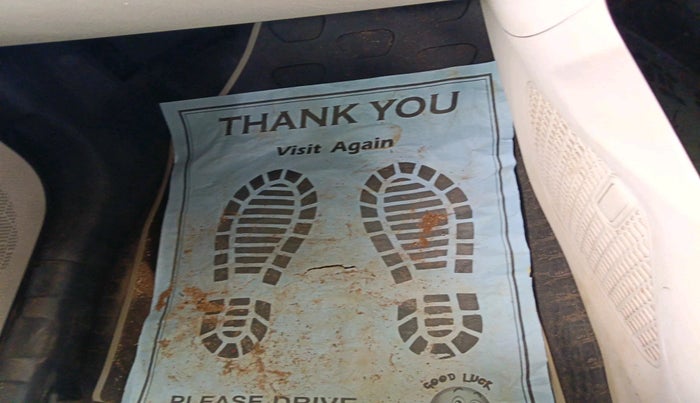 THANK YOU
Visit Again
GOOD LUCK
PLEASE DRIVE